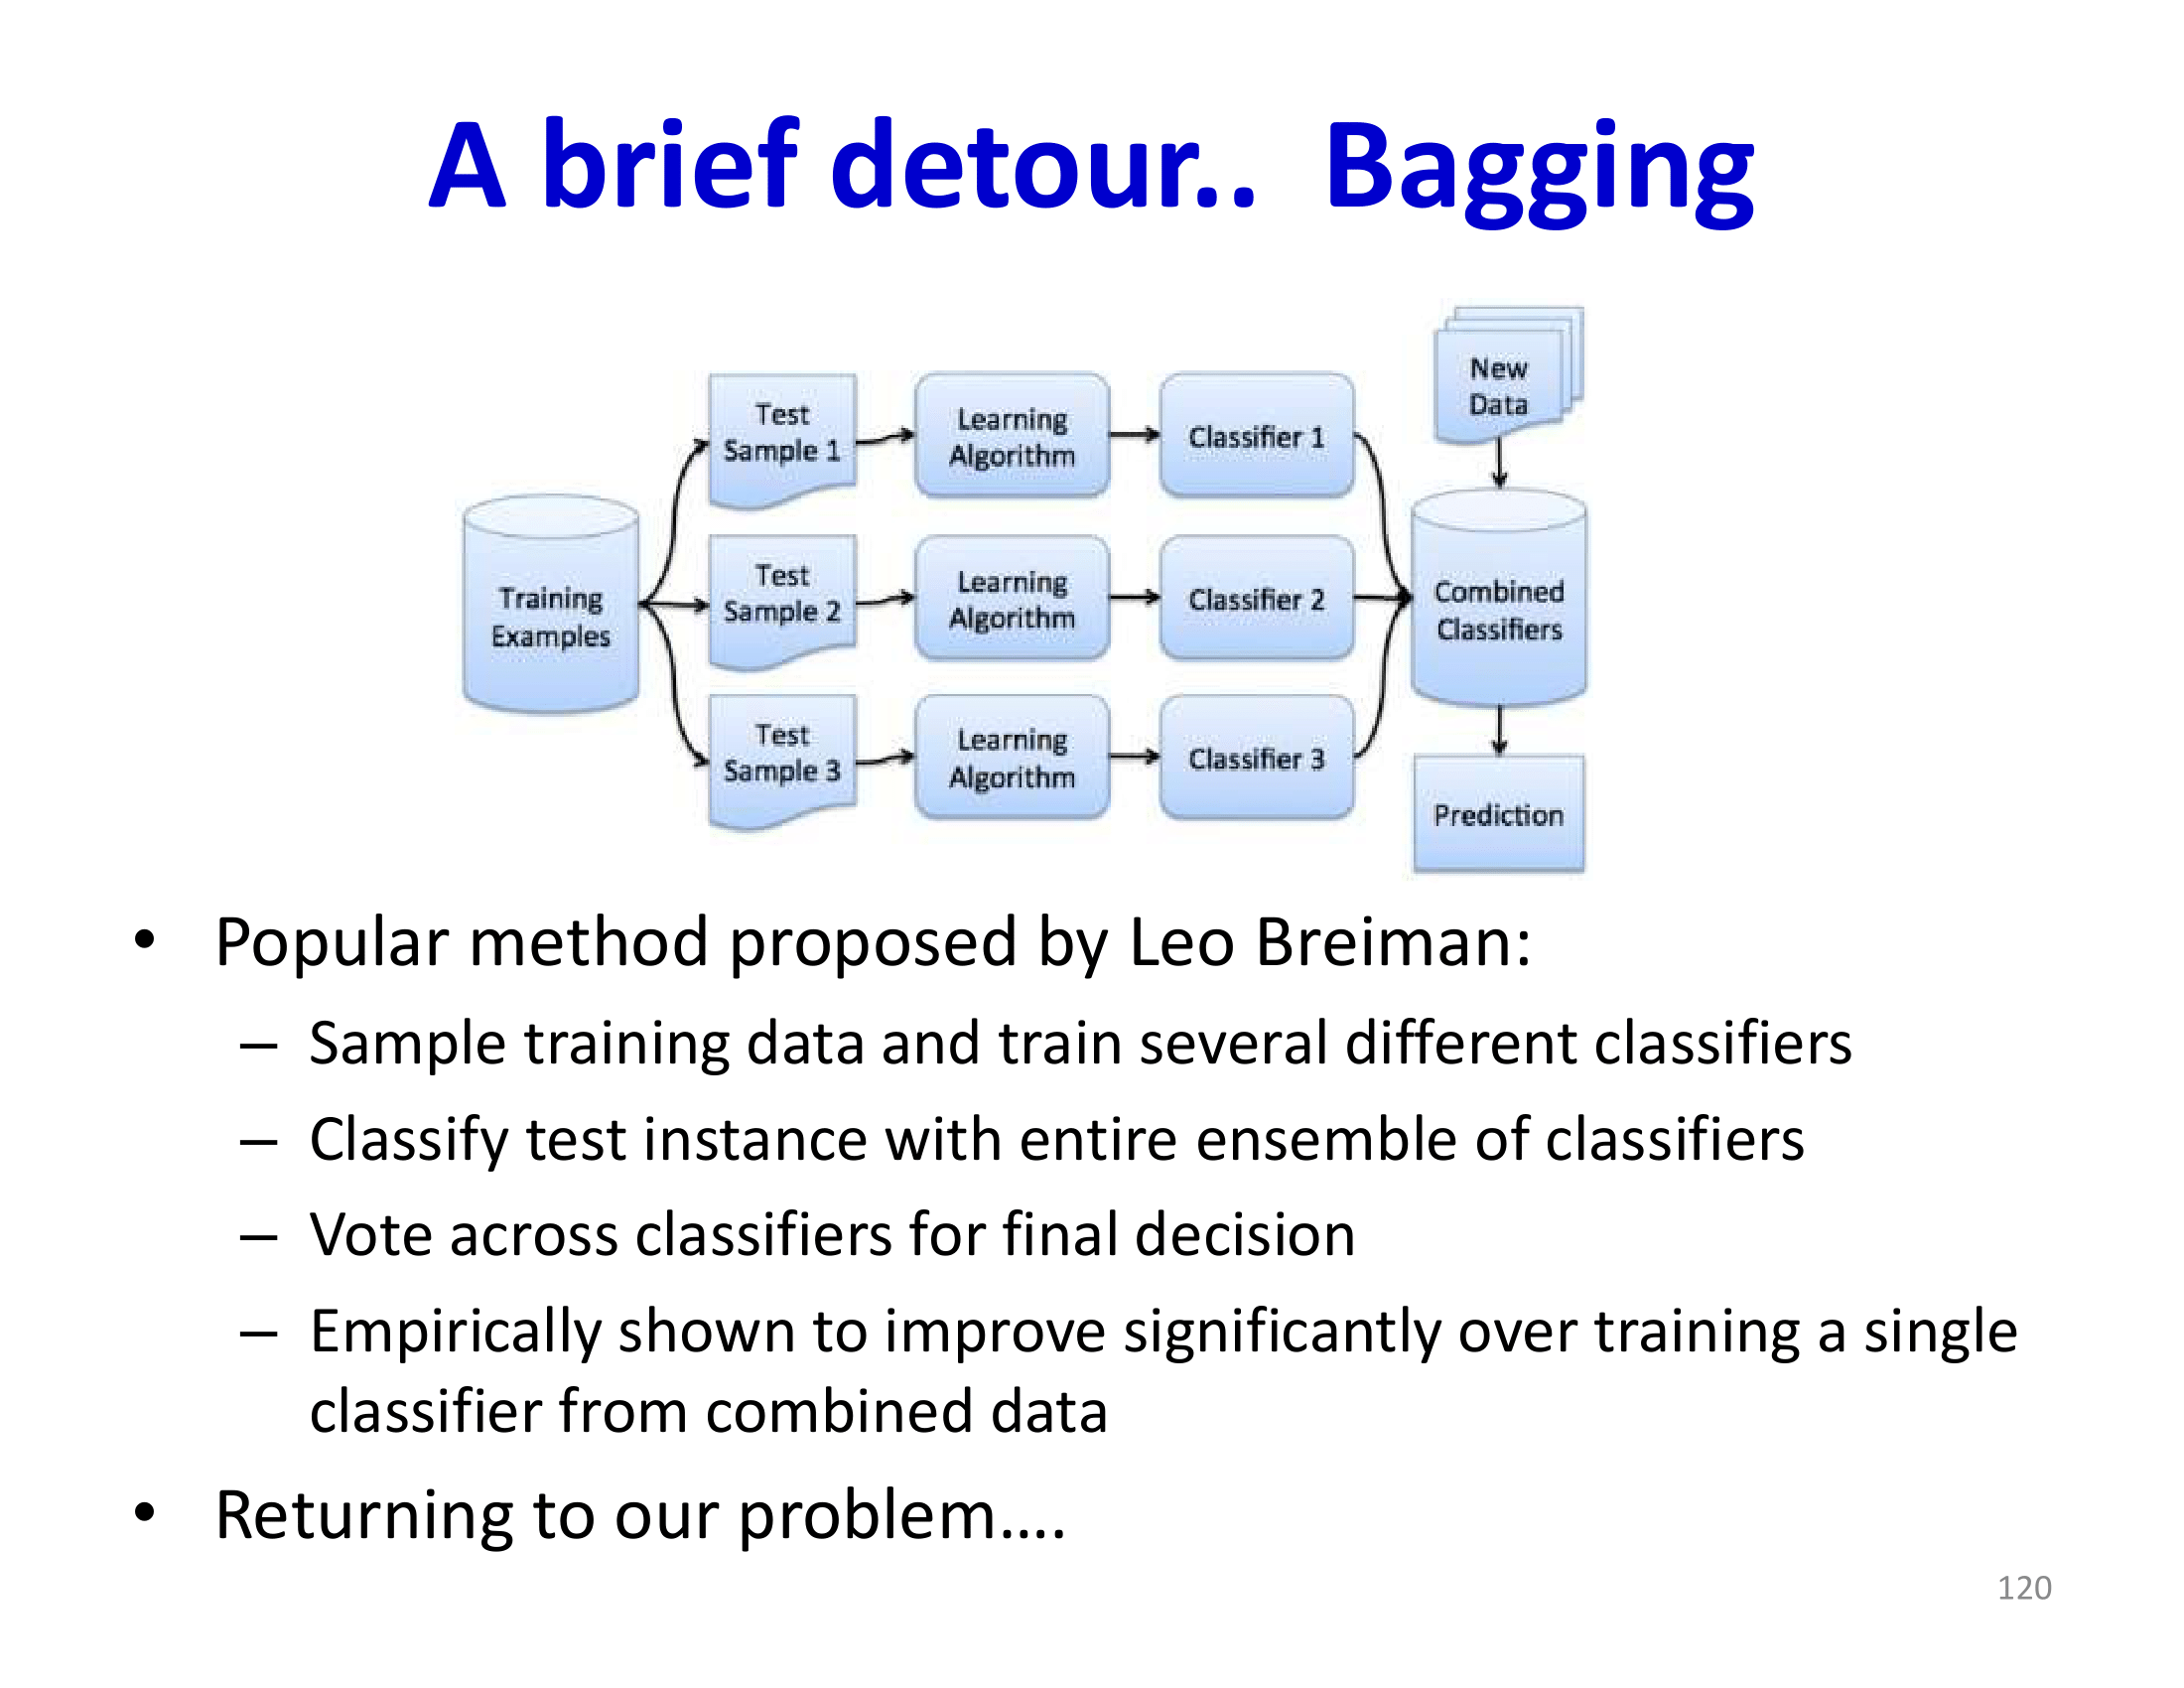 A brief detour.. Bagging
New
Data
Test
Sample 1
Learning
Algorithm
Classifier 1
Training
Examples
Test
Sample 2
Learning
Algorithm
Classifier 2
Combined
Classifiers
Test
Sample 3
Learning
Algorithm
Classifier 3
Prediction
• Popular method proposed by Leo Breiman:
– Sample training data and train several different classifiers
– Classify test instance with entire ensemble of classifiers
– Vote across classifiers for final decision
– Empirically shown to improve significantly over training a single
classifier from combined data
• Returning to our problem….
120